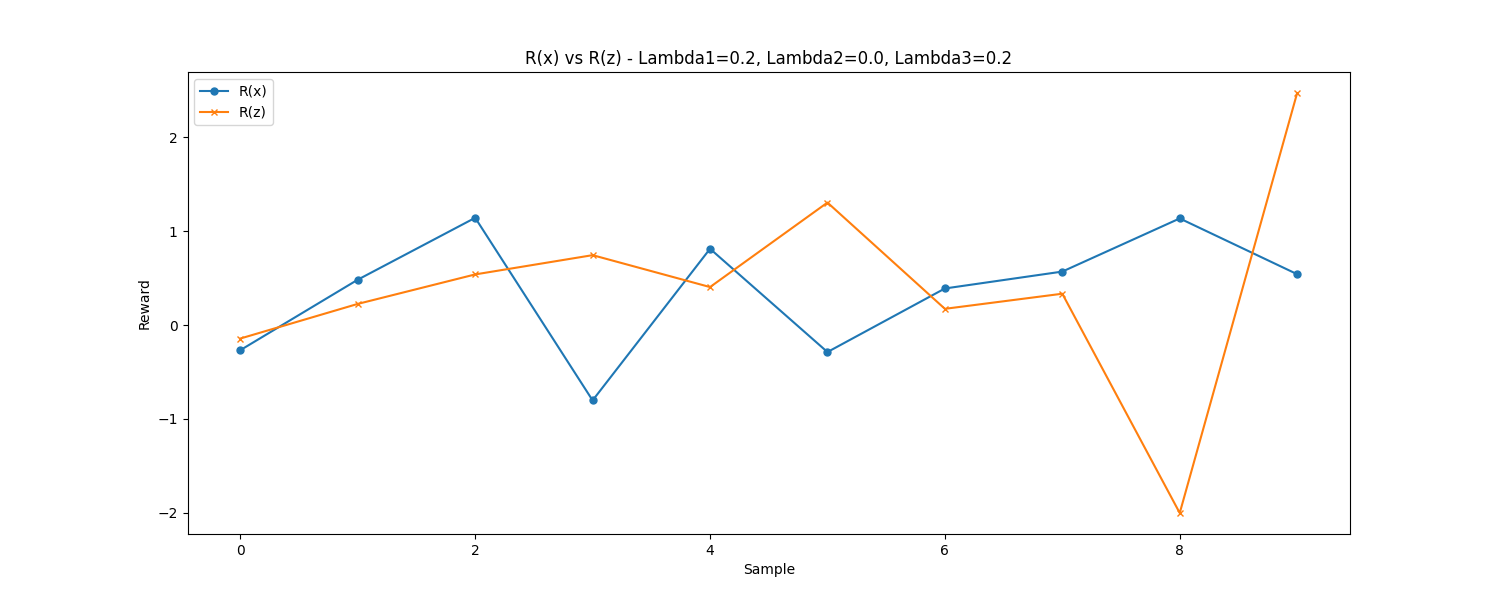 R(x) vs R(z) - Lambda1=0.2, Lambda2=0.0, Lambda3=0.2
R(x)
R(z)
2
1
0
−1
−2
Reward
0 2 4 6 8
Sample